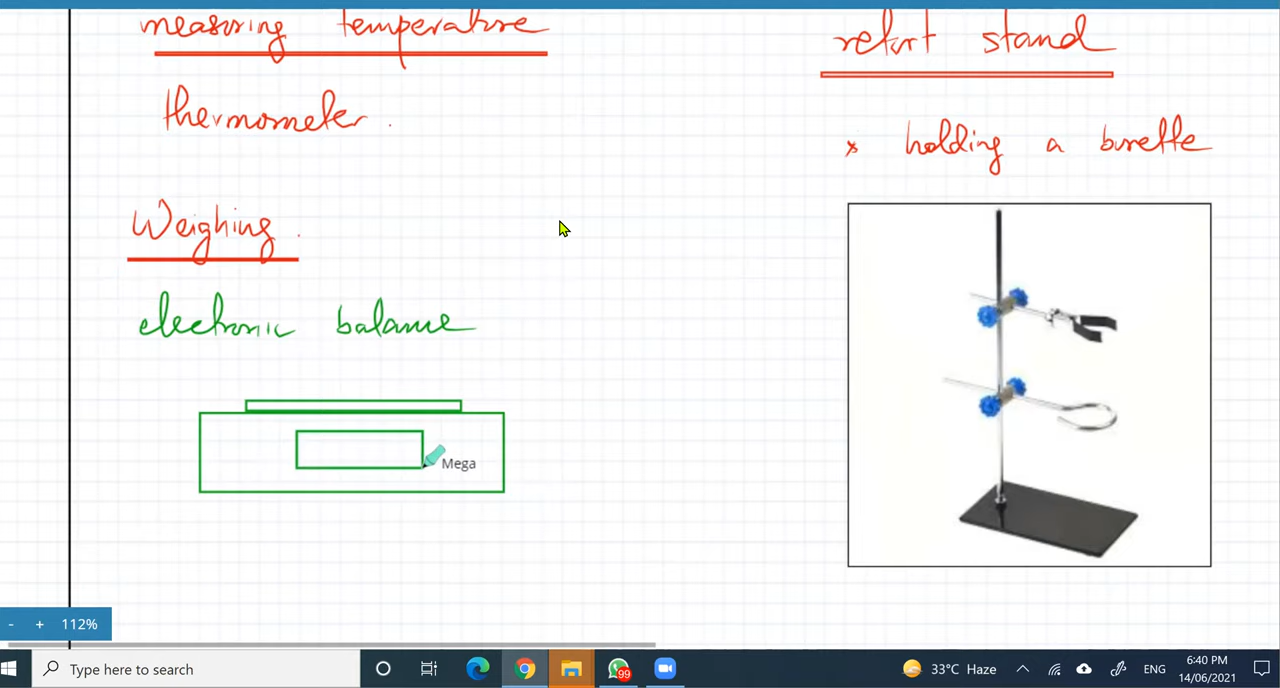 measuring temperature
thermometer.
Weighing.
electronic balance
Mega
retort stand
* holding a burette
- + 112%
Type here to search
99
33°C Haze
ENG
6:40 PM
14/06/2021